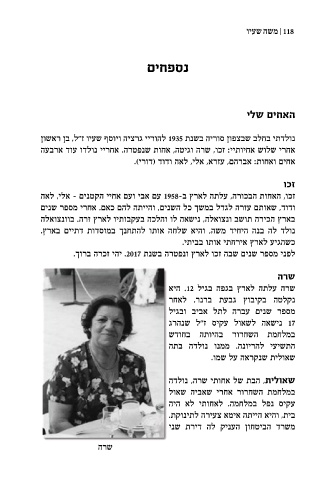 118 | משה שעיו
נספחים
האחים שלי
נולדתי בחלב שבצפון סוריה בשנת 1935 להוריי גרציה ויוסף שעיו ז"ל, בן ראשון
אחרי שלוש אחיותיי: זכו, שרה וגיטה, אחות שנפטרה. אחריי נולדו עוד ארבעה
אחים ואחות: אברהם, עזרא, אלי, לאה ודוד (דורי).
זכו
זכו, האחות הבכורה, עלתה לארץ ב-1958 עם אבי ועם אחיי הקטנים - אלי, לאה
ודוד, שאותם עזרה לגדל במשך כל השנים, והייתה להם כאם. אחרי מספר שנים
בארץ הכירה תושב ונצואלה, נישאה לו והלכה בעקבותיו לארץ זרה. בוונצואלה
נולד לה בנה היחיד משה, והיא שלחה אותו להתחנך במוסדות דתיים בארץ.
כשהגיע לארץ אירחתי אותו בביתי.
לפני מספר שנים שבה זכו לארץ ונפטרה בשנת 2017. יהי זכרה ברוך.
שרה
שרה עלתה לארץ בגפה בגיל 12. היא
נקלטה בקיבוץ גבעת ברנר. לאחר
מספר שנים עברה לתל אביב ובגיל
17 נישאה לשאול עקיס ז"ל שנהרג
במלחמת השחרור בהיותה בחודש
התשיעי להריונה. ממנו נולדה בתה
שאולית שנקראה על שמו.
שאולית, הבת של אחותי שרה, נולדה
במלחמת השחרור אחרי שאביה שאול
עקיס נפל במלחמה. לאחותי לא היה
בית, והיא הייתה אימא צעירה לתינוקת.
משרד הביטחון העניק לה דירת שני
שרה